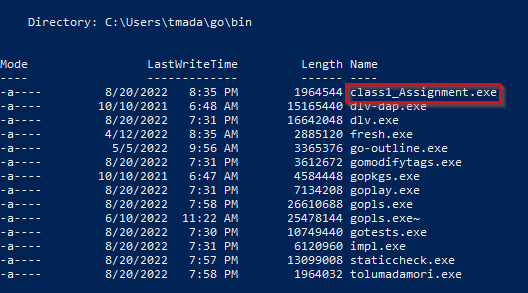 Directory: C:\Users\tmada\go\bin
Mode LastWriteTime Length Name
---- ------------- ------ ----
-a---- 8/20/2022 8:35 PM 1964544 class1_Assignment.exe
-a---- 10/10/2021 6:48 AM 15165440 dlv-dap.exe
-a---- 8/20/2022 7:31 PM 16642048 dlv.exe
-a---- 4/12/2022 8:35 AM 2885120 fresh.exe
-a---- 5/5/2022 9:56 AM 3365376 go-outline.exe
-a---- 8/20/2022 7:31 PM 3612672 gomodifytags.exe
-a---- 10/10/2021 6:47 AM 4584448 gopkgs.exe
-a---- 8/20/2022 7:31 PM 7134208 goplay.exe
-a---- 8/20/2022 7:58 PM 26610688 gopls.exe
-a---- 6/10/2022 11:22 AM 25478144 gopls.exe~
-a---- 8/20/2022 7:30 PM 10749440 gotests.exe
-a---- 8/20/2022 7:31 PM 6120960 impl.exe
-a---- 8/20/2022 7:57 PM 13099008 staticcheck.exe
-a---- 8/20/2022 7:58 PM 1964032 tolumadamori.exe